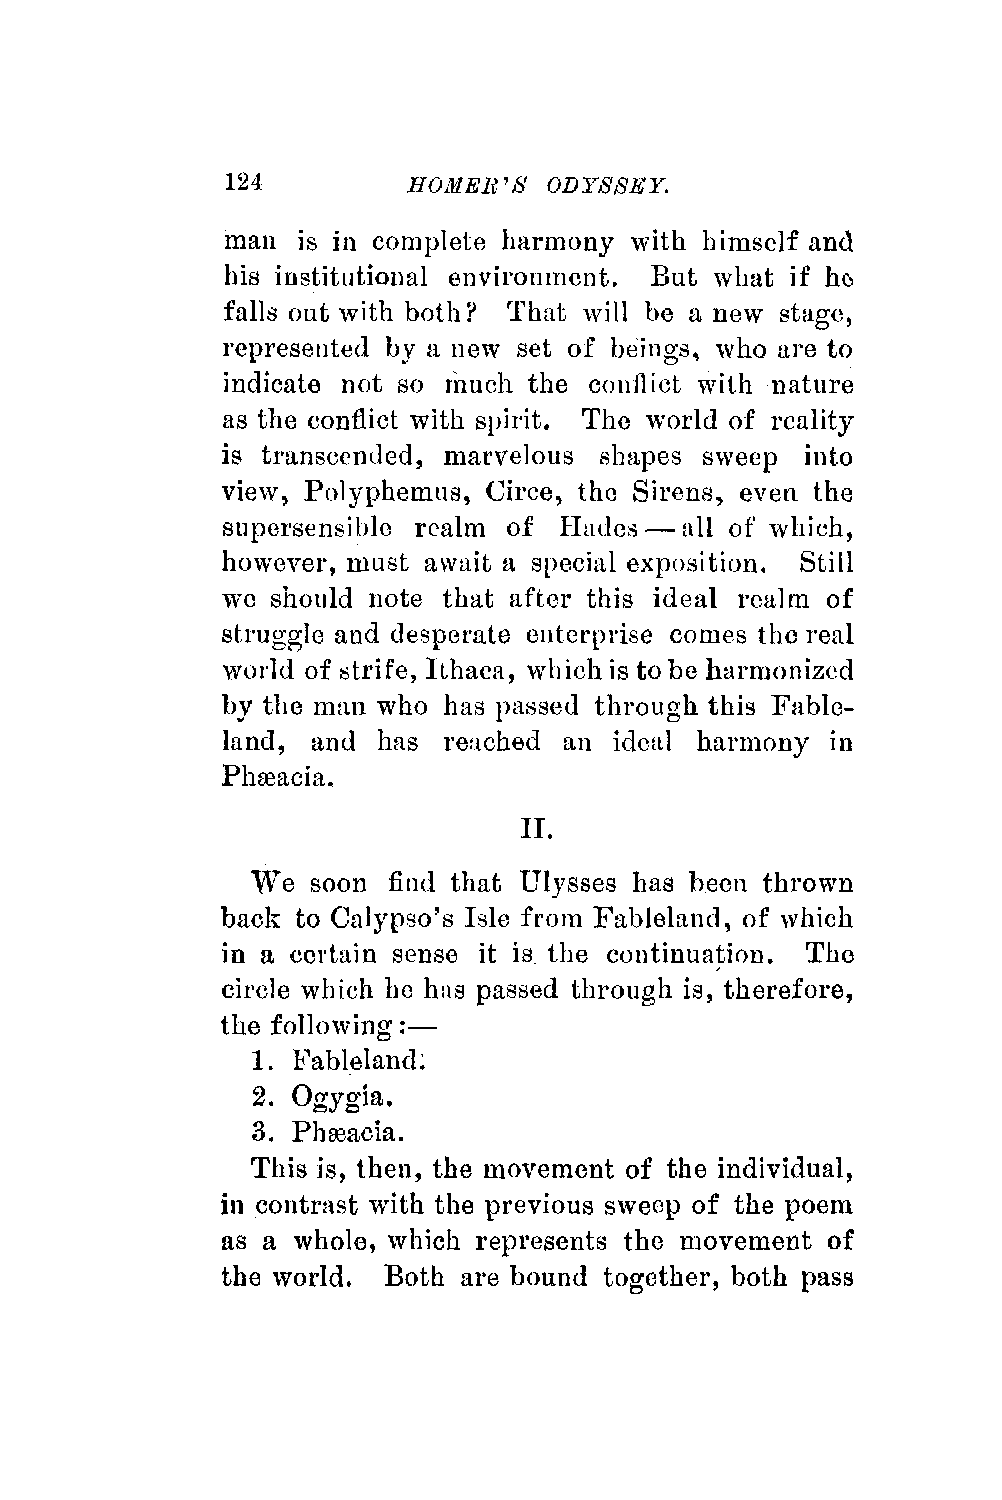 124 HOMER'S ODYSSEY.
man is in complete harmony with himself and
his institutional environment. But what if he
falls out with both? That will be a new stage,
represented by a new set of beings, who are to
indicate not so much the conflict with nature
as the conflict with spirit. The world of reality
is transcended, marvelous shapes sweep into
view, Polyphemus, Circe, the Sirens, even the
supersensible realm of Hades — all of which,
however, must await a special exposition. Still
we should note that after this ideal realm of
struggle and desperate enterprise comes the real
world of strife, Ithaca, which is to be harmonized
by the man who has passed through this Fable-
land, and has reached an ideal harmony in
Phæacia.
II.
We soon find that Ulysses has been thrown
back to Calypso's Isle from Fableland, of which
in a certain sense it is the continuation. The
circle which he has passed through is, therefore,
the following:—
1. Fableland.
2. Ogygia.
3. Phæacia.
This is, then, the movement of the individual,
in contrast with the previous sweep of the poem
as a whole, which represents the movement of
the world. Both are bound together, both pass